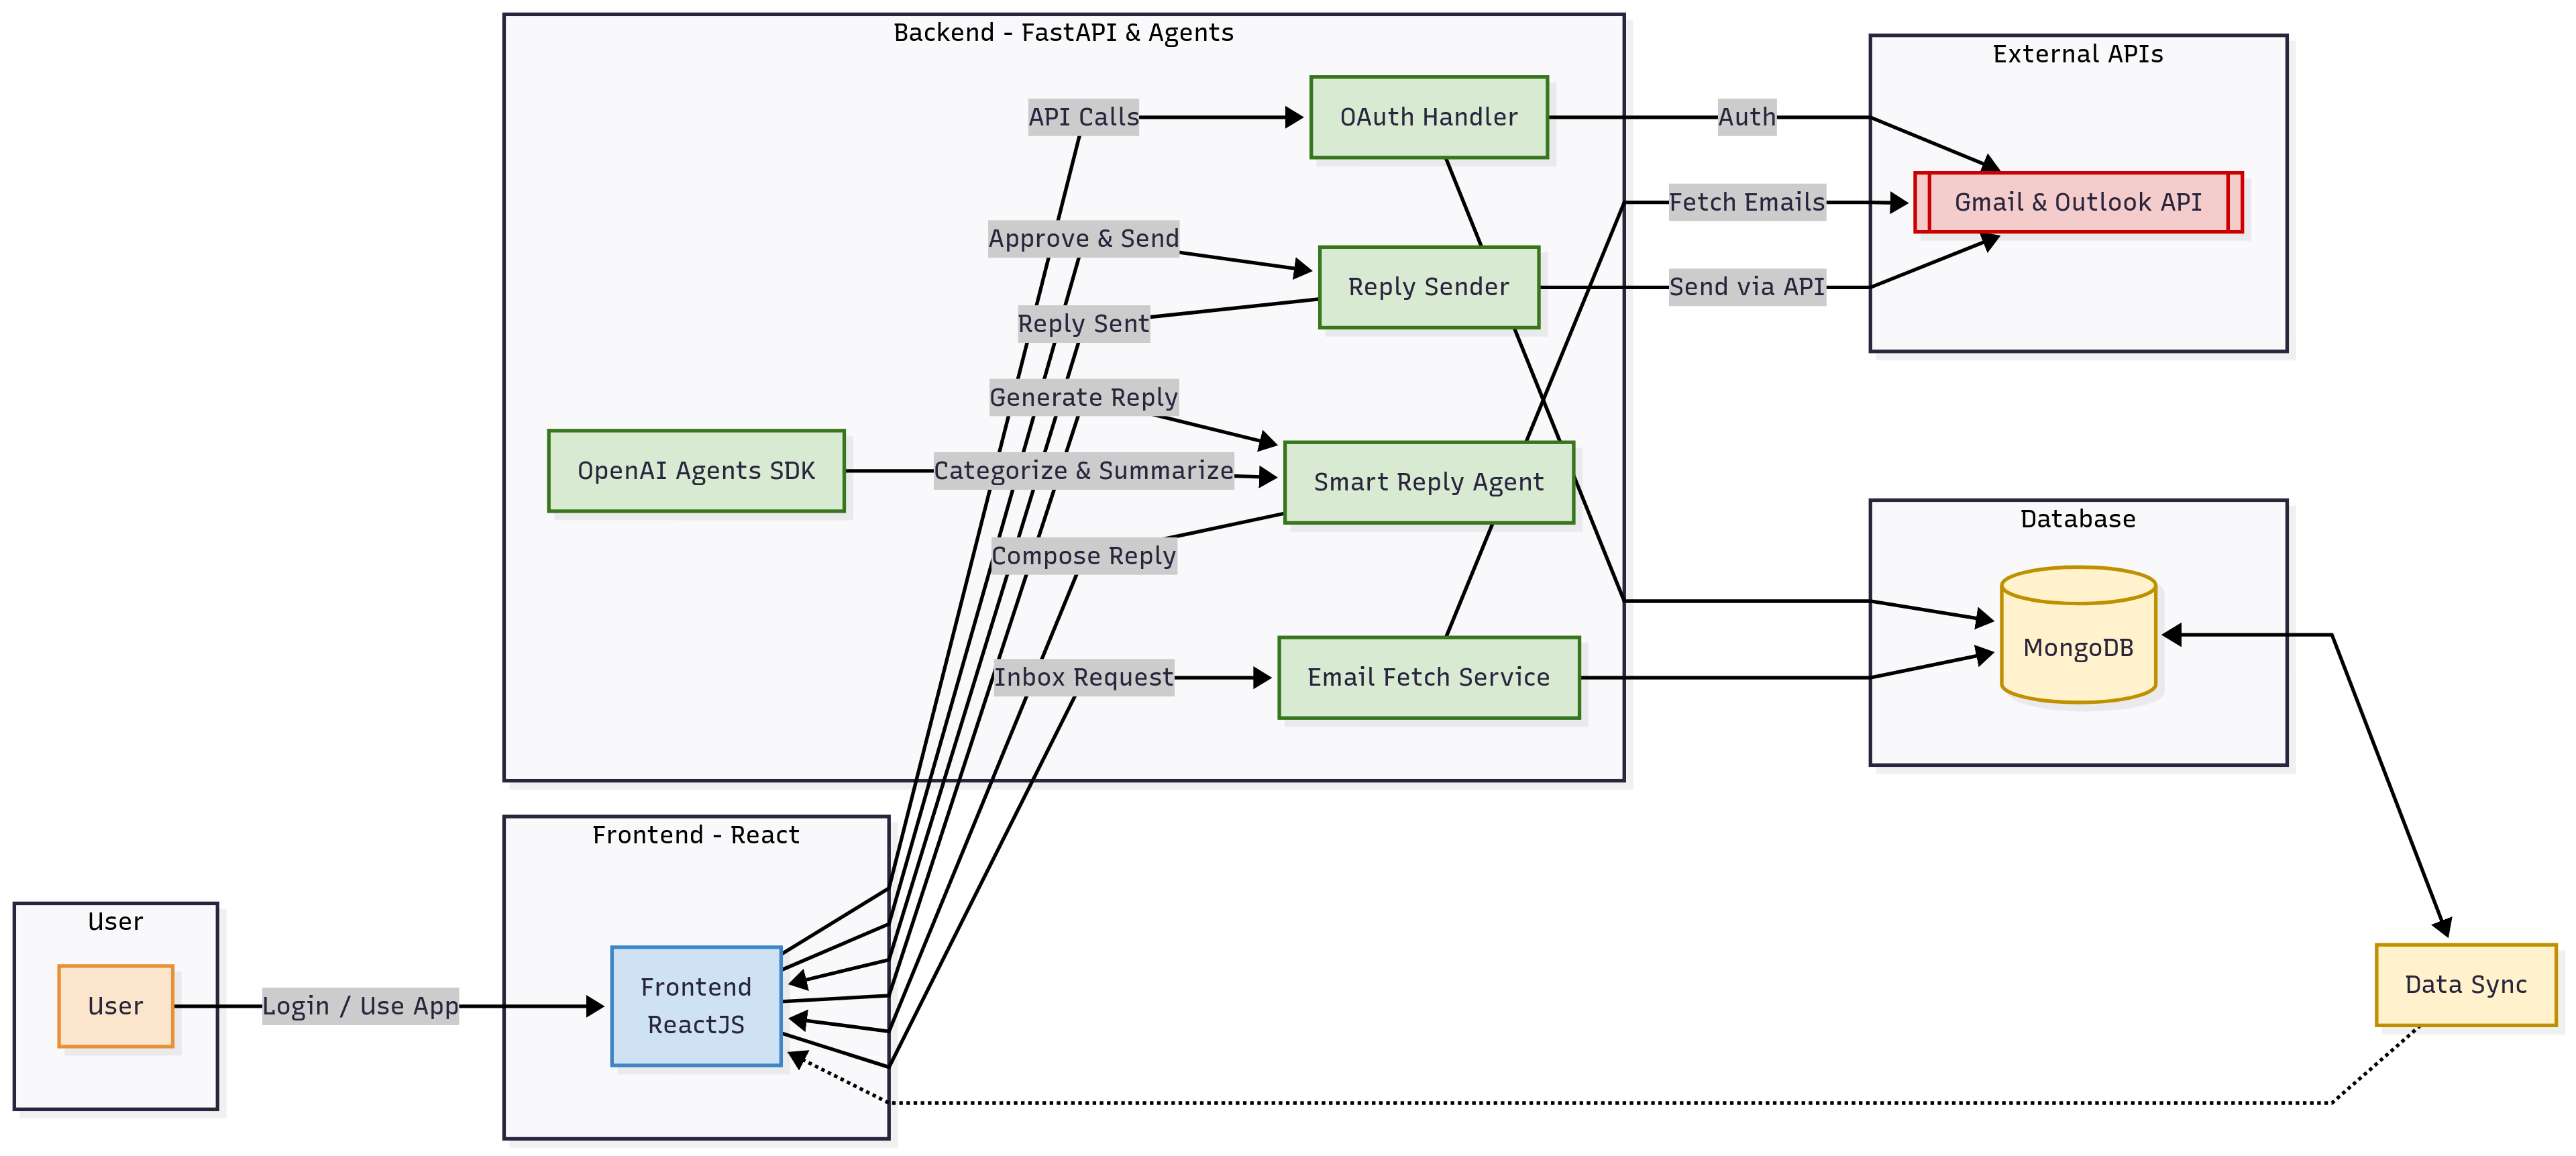 Backend - FastAPI & Agents
External APIs
API Calls
OAuth Handler
Auth
Fetch Emails
Gmail & Outlook API
Approve & Send
Reply Sender
Send via API
Reply Sent
Generate Reply
OpenAI Agents SDK
Categorize & Summarize
Smart Reply Agent
Compose Reply
Database
MongoDB
Inbox Request
Email Fetch Service
Frontend - React
User
User
Login / Use App
Frontend
ReactJS
Data Sync